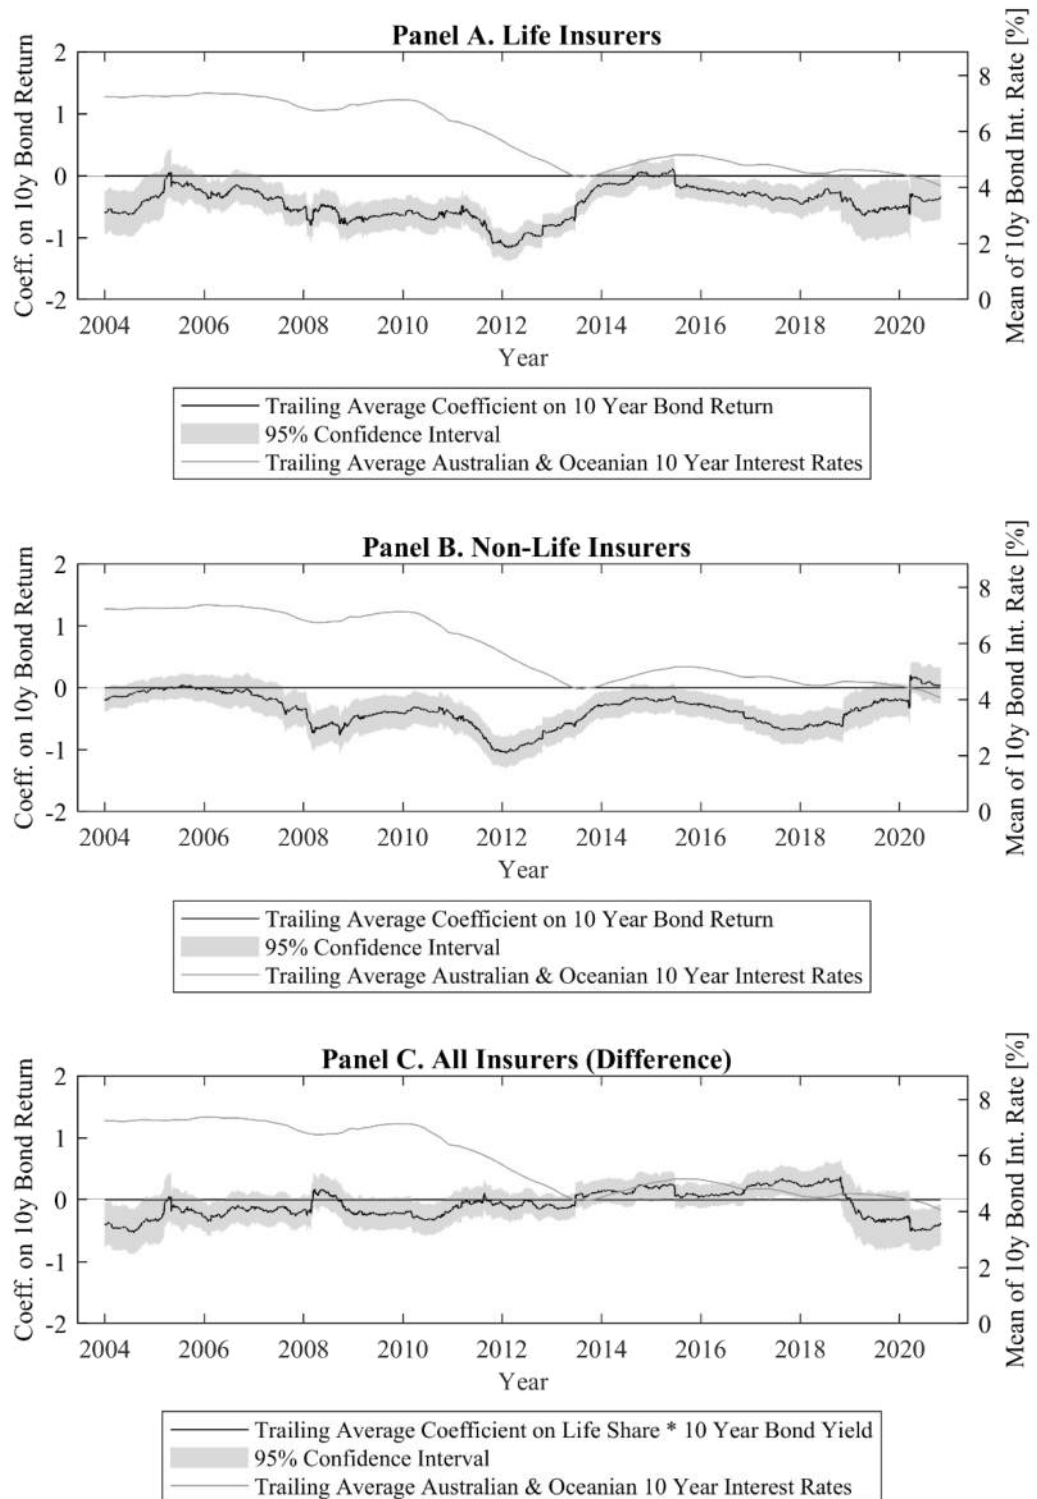 Panel A. Life Insurers
Coeff. on 10y Bond Return
2
1
0
-1
-2
Mean of 10y Bond Int. Rate [%]
8
6
4
2
0
2004 2006 2008 2010 2012 2014 2016 2018 2020
Year
Trailing Average Coefficient on 10 Year Bond Return
95% Confidence Interval
Trailing Average Australian & Oceanian 10 Year Interest Rates
Panel B. Non-Life Insurers
Coeff. on 10y Bond Return
2
1
0
-1
-2
Mean of 10y Bond Int. Rate [%]
8
6
4
2
0
2004 2006 2008 2010 2012 2014 2016 2018 2020
Year
Trailing Average Coefficient on 10 Year Bond Return
95% Confidence Interval
Trailing Average Australian & Oceanian 10 Year Interest Rates
Panel C. All Insurers (Difference)
Coeff. on 10y Bond Return
2
1
0
-1
-2
Mean of 10y Bond Int. Rate [%]
8
6
4
2
0
2004 2006 2008 2010 2012 2014 2016 2018 2020
Year
Trailing Average Coefficient on Life Share * 10 Year Bond Yield
95% Confidence Interval
Trailing Average Australian & Oceanian 10 Year Interest Rates